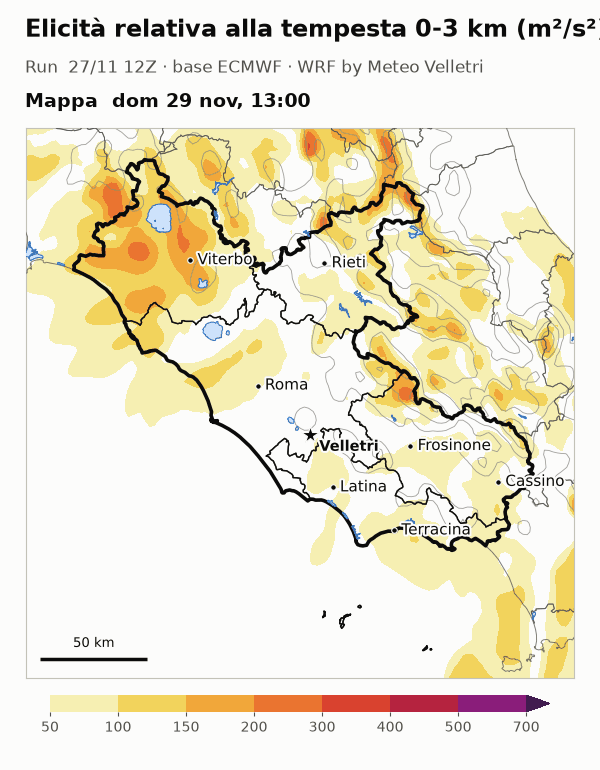 Elicità relativa alla tempesta 0-3 km (m²/s²)
Run 27/11 12Z · base ECMWF · WRF by Meteo Velletri
Mappa dom 29 nov, 13:00
Viterbo
Rieti
Roma
Velletri
Frosinone
Latina
Cassino
Terracina
50 km
50 100 150 200 300 400 500 700